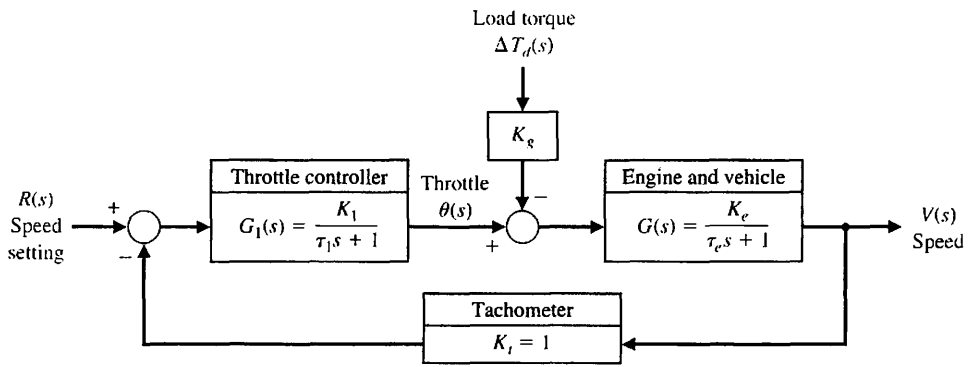 Load torque
ΔT_d(s)
K_g
Throttle controller
G_1(s) = K_1 / (τ_1s + 1)
Throttle
θ(s)
Engine and vehicle
G(s) = K_e / (τ_es + 1)
R(s)
Speed
setting
+
−
+
−
V(s)
Speed
Tachometer
K_t = 1